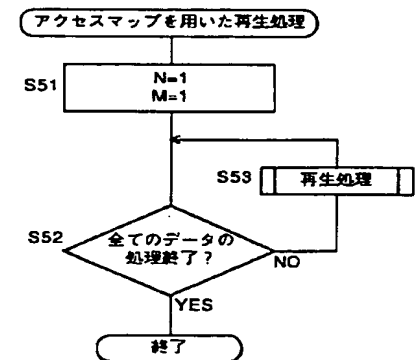 アクセスマップを用いた再生処理
S51
N=1
M=1
S53
再生処理
S52
全てのデータの
処理終了？
NO
YES
終了